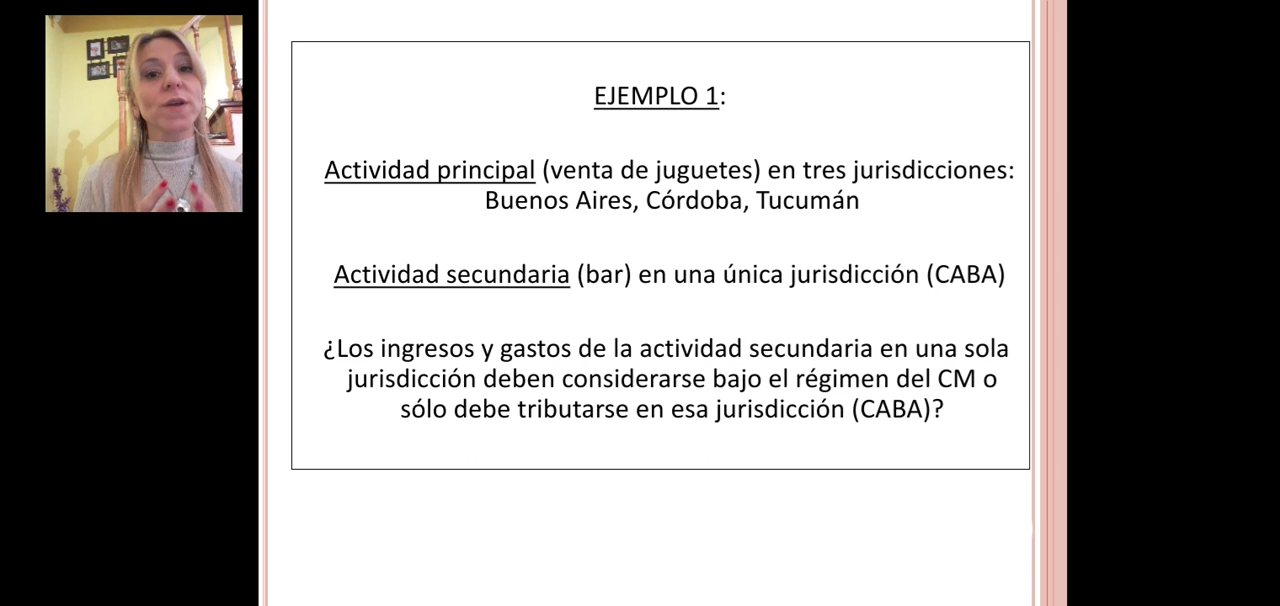 EJEMPLO 1:
Actividad principal (venta de juguetes) en tres jurisdicciones:
Buenos Aires, Córdoba, Tucumán
Actividad secundaria (bar) en una única jurisdicción (CABA)
¿Los ingresos y gastos de la actividad secundaria en una sola
jurisdicción deben considerarse bajo el régimen del CM o
sólo debe tributarse en esa jurisdicción (CABA)?